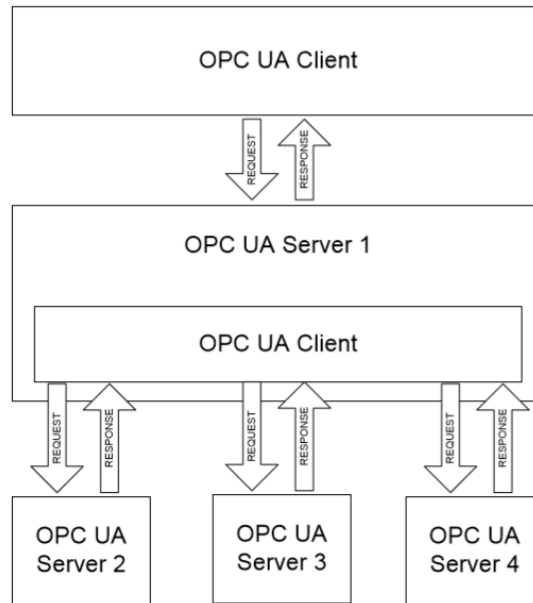 OPC UA Client
REQUEST
RESPONSE
OPC UA Server 1
OPC UA Client
REQUEST
RESPONSE
REQUEST
RESPONSE
REQUEST
RESPONSE
OPC UA
Server 2
OPC UA
Server 3
OPC UA
Server 4